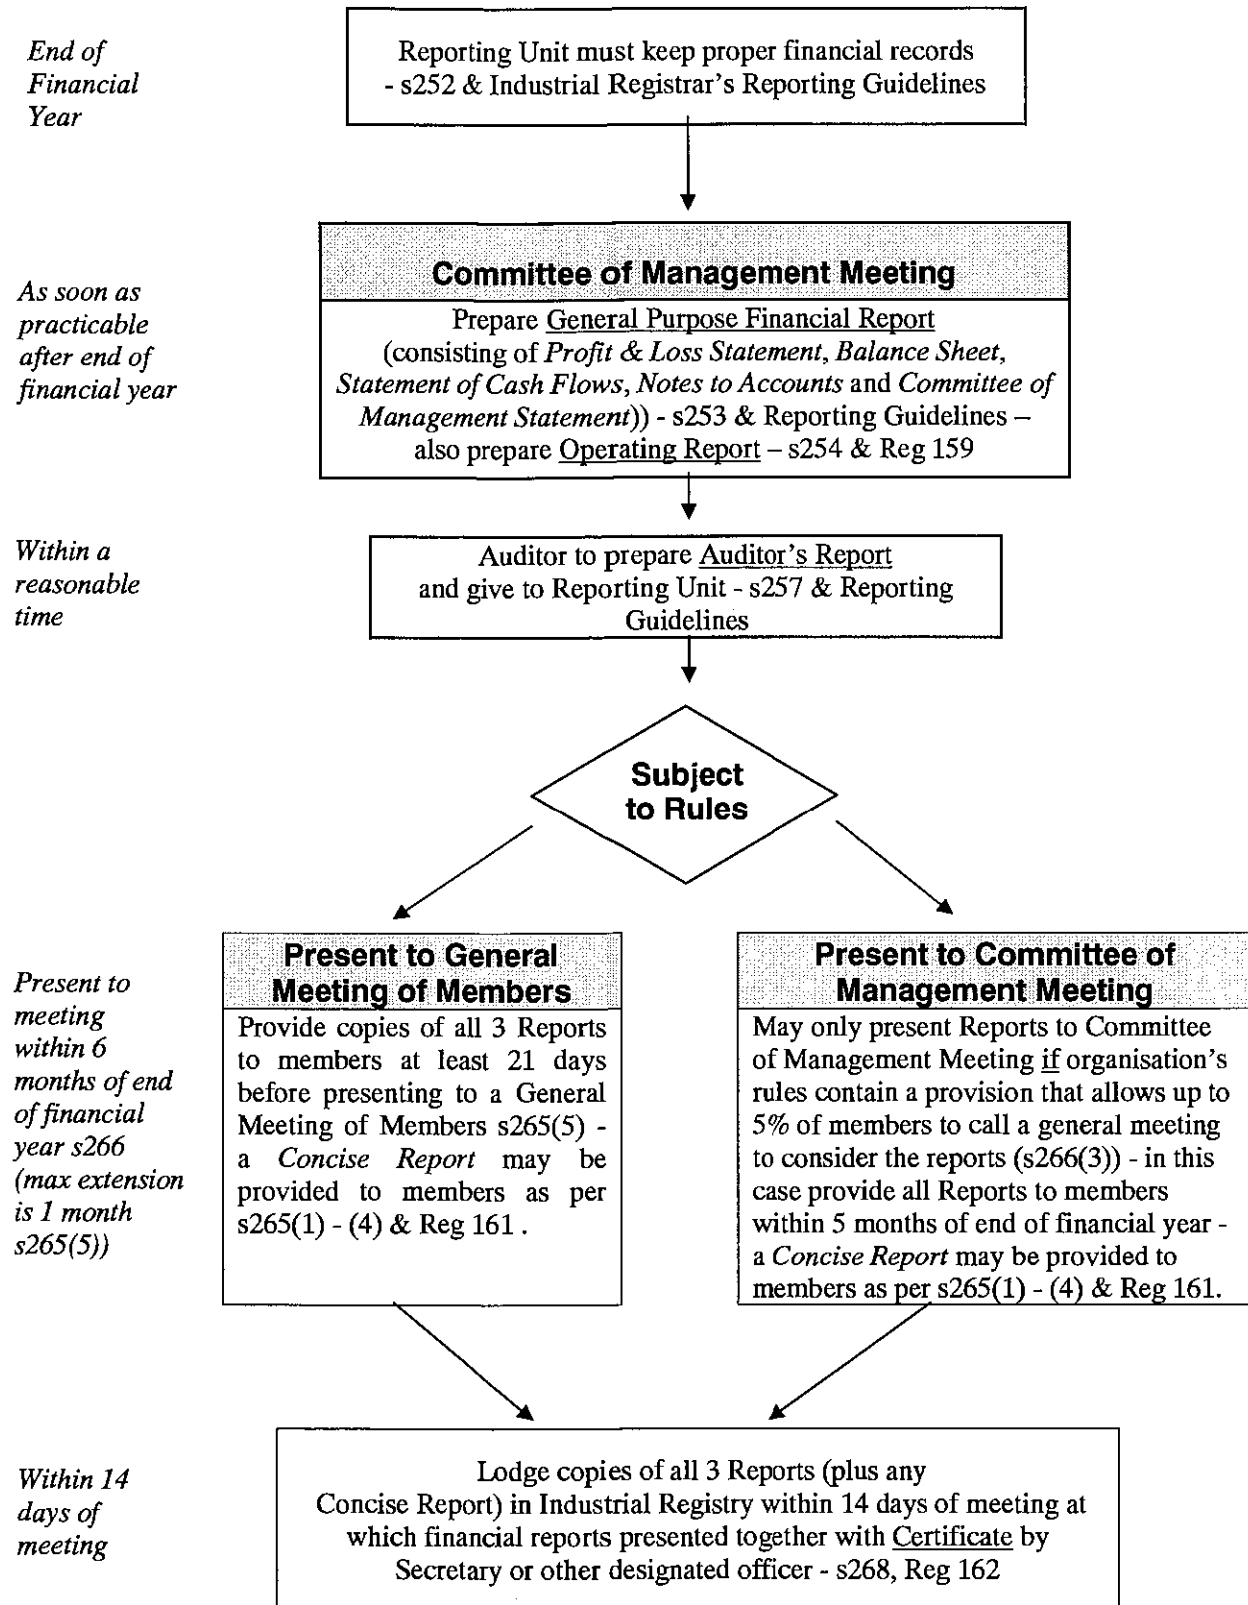 End of
Financial
Year
Reporting Unit must keep proper financial records
- s252 & Industrial Registrar's Reporting Guidelines
As soon as
practicable
after end of
financial year
Committee of Management Meeting
Prepare General Purpose Financial Report
(consisting of Profit & Loss Statement, Balance Sheet,
Statement of Cash Flows, Notes to Accounts and Committee of
Management Statement)) - s253 & Reporting Guidelines –
also prepare Operating Report – s254 & Reg 159
Within a
reasonable
time
Auditor to prepare Auditor's Report
and give to Reporting Unit - s257 & Reporting
Guidelines
Subject
to Rules
Present to
meeting
within 6
months of end
of financial
year s266
(max extension
is 1 month
s265(5))
Present to General
Meeting of Members
Provide copies of all 3 Reports
to members at least 21 days
before presenting to a General
Meeting of Members s265(5) -
a Concise Report may be
provided to members as per
s265(1) - (4) & Reg 161 .
Present to Committee of
Management Meeting
May only present Reports to Committee
of Management Meeting if organisation's
rules contain a provision that allows up to
5% of members to call a general meeting
to consider the reports (s266(3)) - in this
case provide all Reports to members
within 5 months of end of financial year -
a Concise Report may be provided to
members as per s265(1) - (4) & Reg 161.
Within 14
days of
meeting
Lodge copies of all 3 Reports (plus any
Concise Report) in Industrial Registry within 14 days of meeting at
which financial reports presented together with Certificate by
Secretary or other designated officer - s268, Reg 162